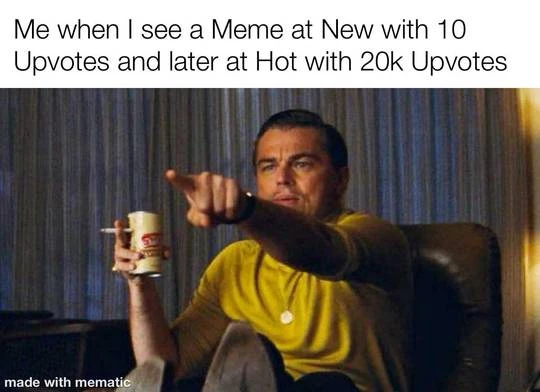 Me when I see a Meme at New with 10
Upvotes and later at Hot with 20k Upvotes
made with mematic